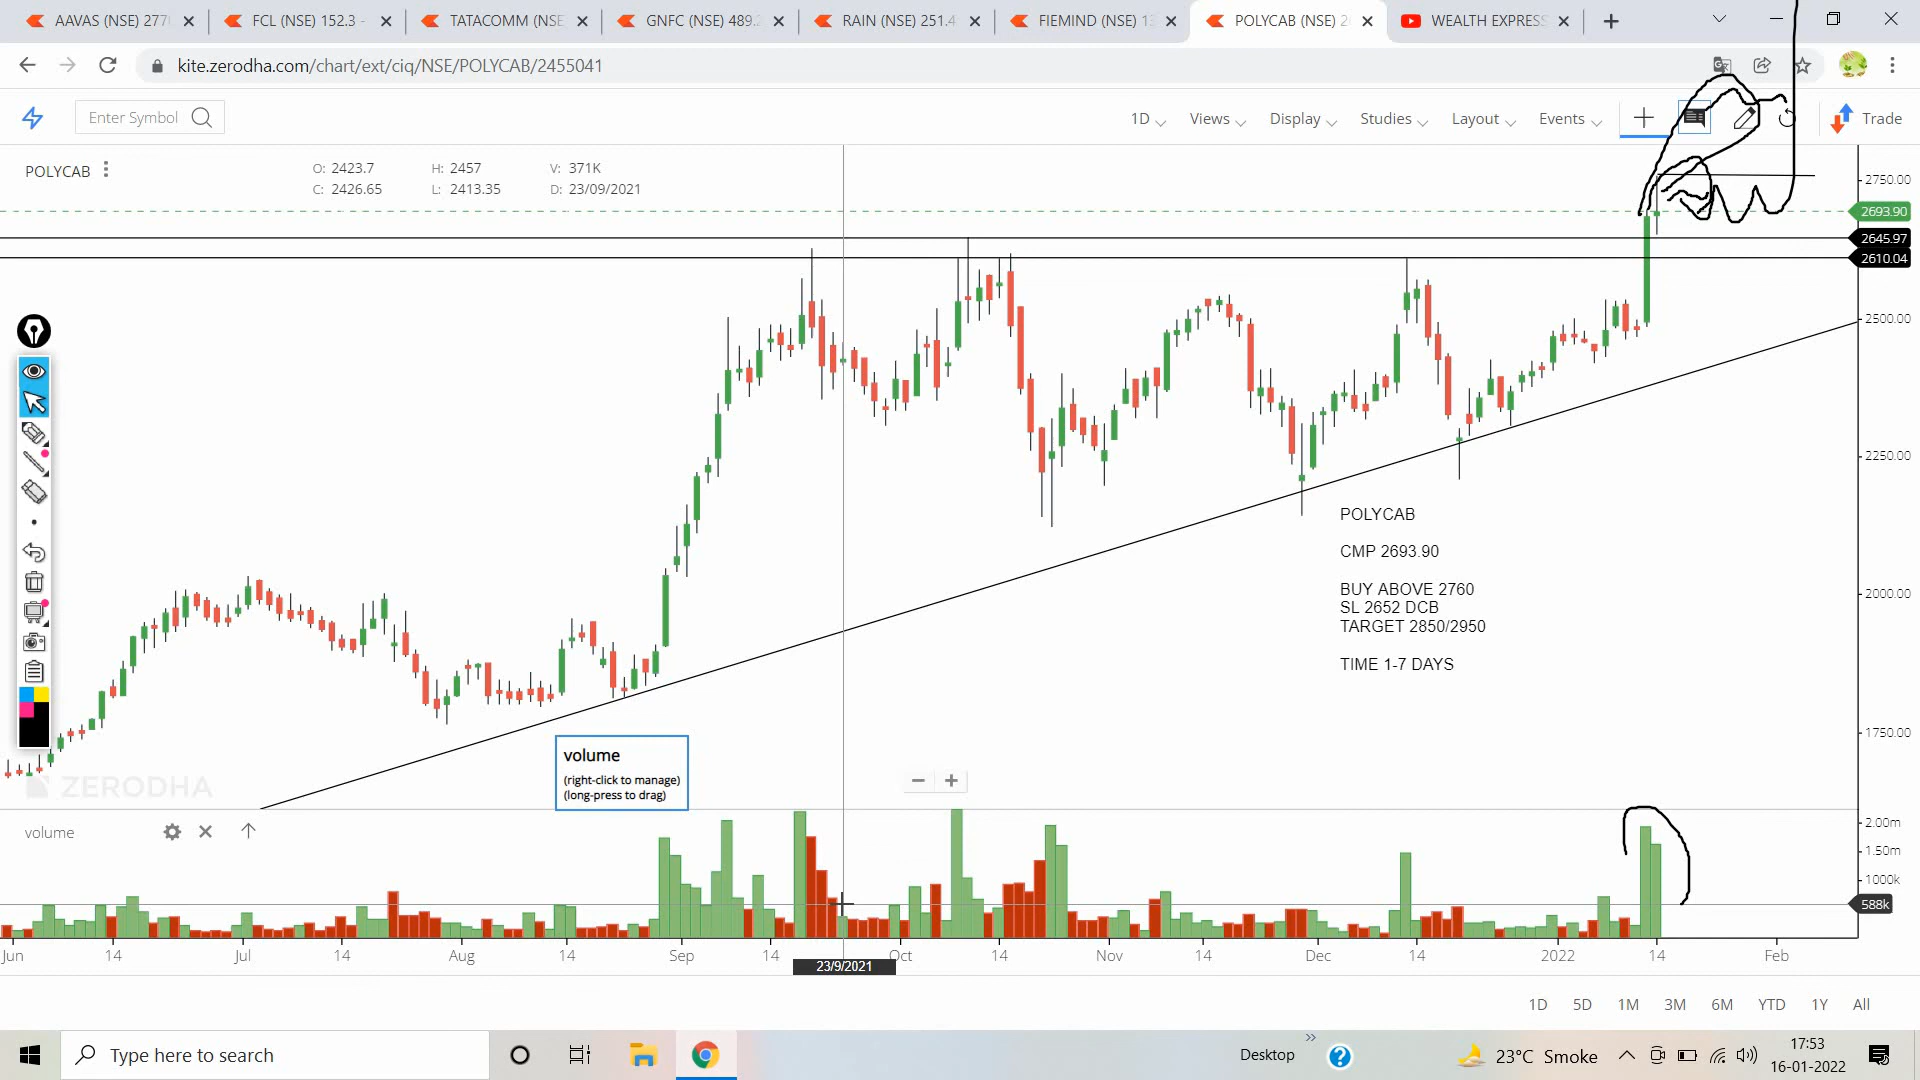 AAVAS (NSE) 277
FCL (NSE) 152.3 -
TATACOMM (NSE
GNFC (NSE) 489.2
RAIN (NSE) 251.4
FIEMIND (NSE) 13
POLYCAB (NSE) 2
WEALTH EXPRESS
kite.zerodha.com/chart/ext/ciq/NSE/POLYCAB/2455041
Enter Symbol
1D Views Display Studies Layout Events Trade
POLYCAB
O: 2423.7 H: 2457 V: 371K
C: 2426.65 L: 2413.35 D: 23/09/2021
2750.00
2693.90
2645.97
2610.04
2500.00
2250.00
2000.00
1750.00
POLYCAB
CMP 2693.90
BUY ABOVE 2760
SL 2652 DCB
TARGET 2850/2950
TIME 1-7 DAYS
volume
(right-click to manage)
(long-press to drag)
ZERODHA
volume
2.00m
1.50m
1000k
588k
Jun 14 Jul 14 Aug 14 Sep 14 Oct 14 Nov 14 Dec 14 2022 14 Feb
23/9/2021
1D 5D 1M 3M 6M YTD 1Y All
Type here to search
Desktop
23°C Smoke
17:53
16-01-2022